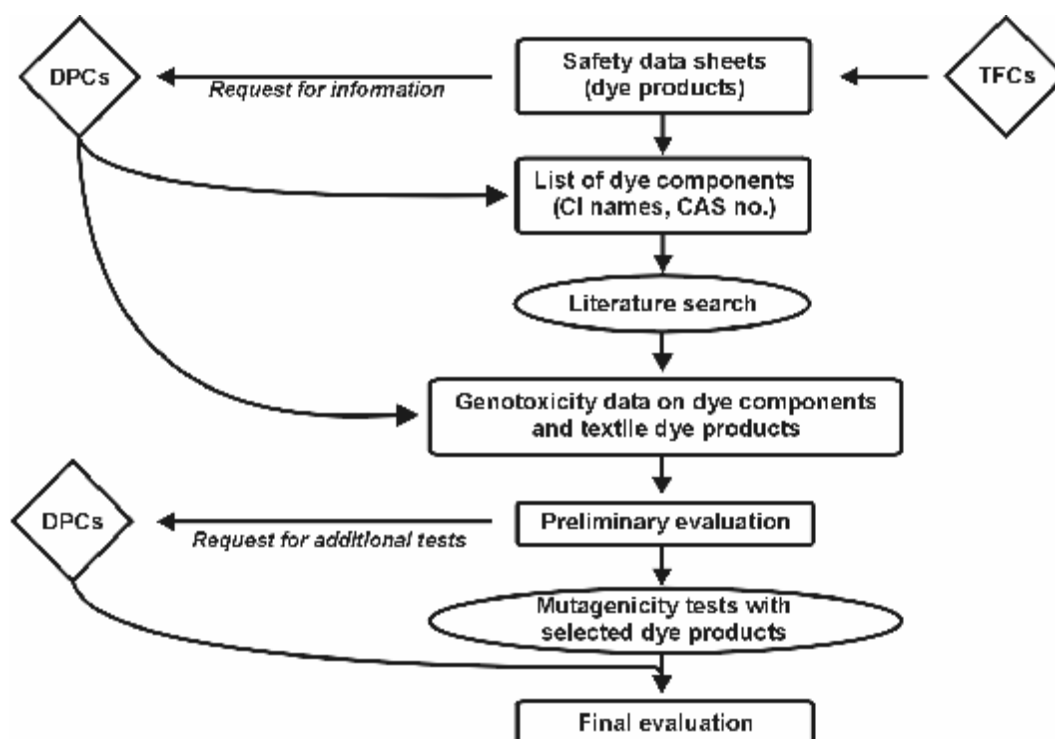 DPCs
Request for information
Safety data sheets
(dye products)
TFCs
List of dye components
(CI names, CAS no.)
Literature search
Genotoxicity data on dye components
and textile dye products
DPCs
Request for additional tests
Preliminary evaluation
Mutagenicity tests with
selected dye products
Final evaluation